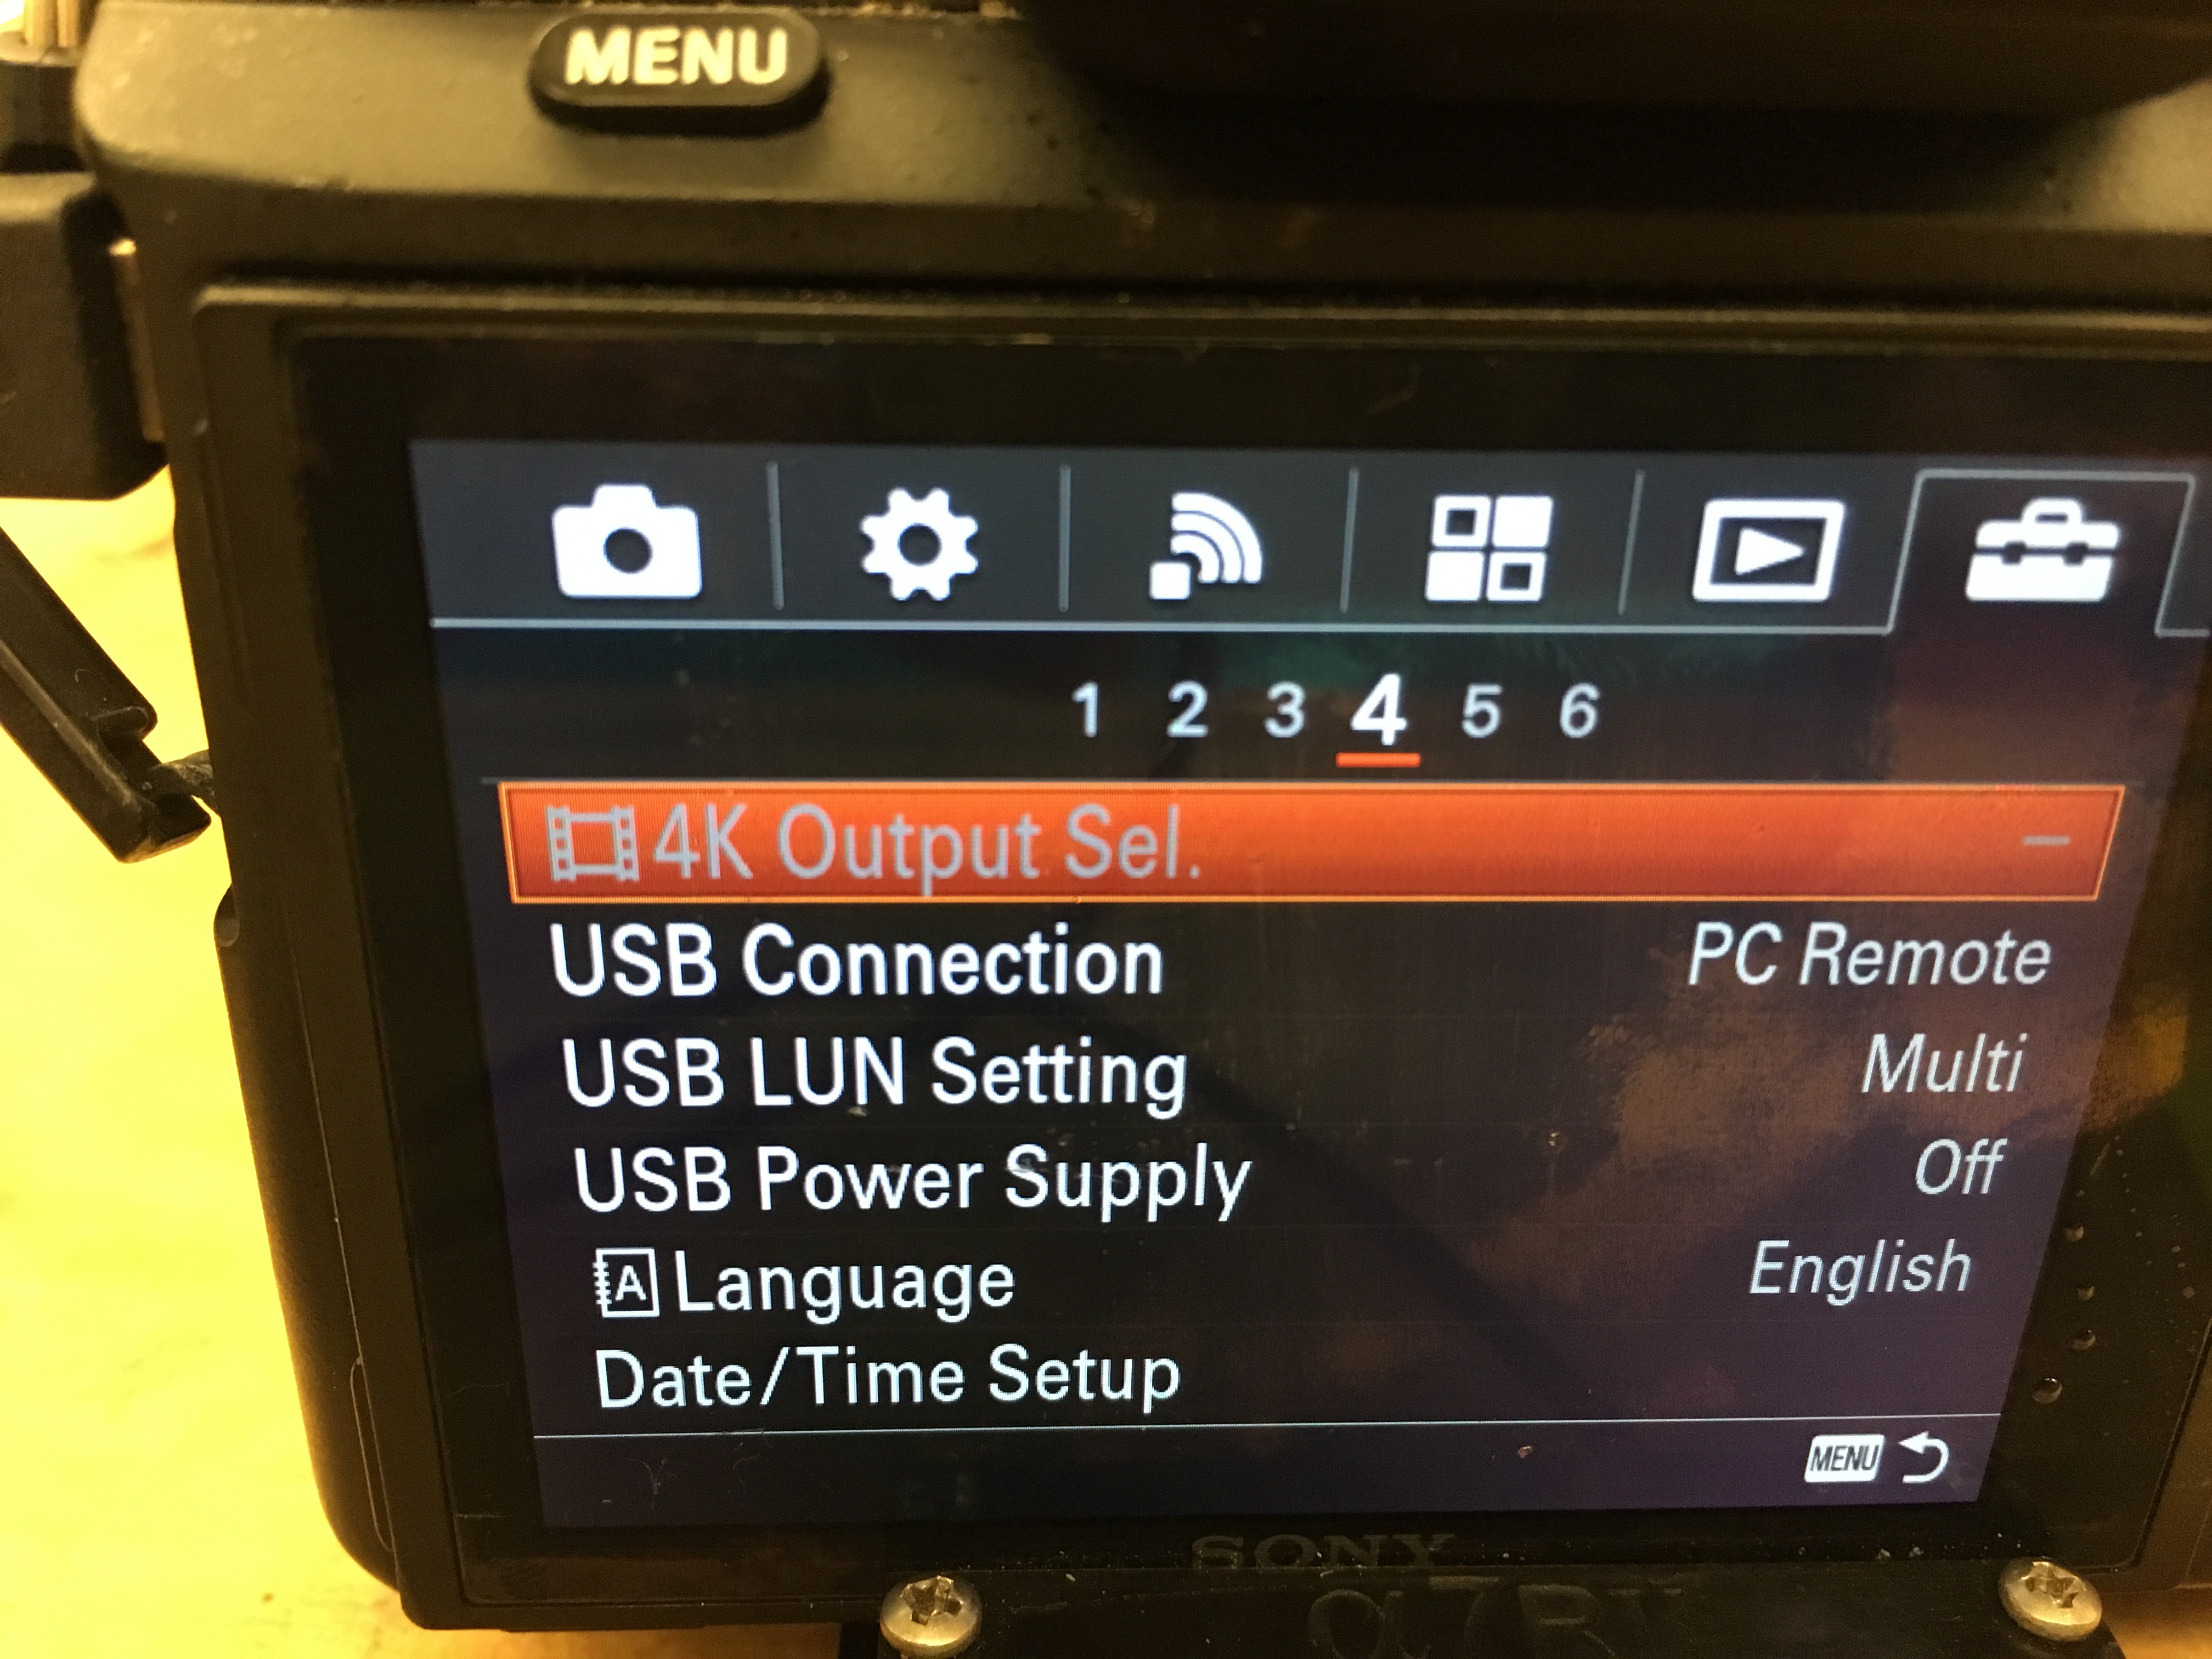 MENU
1 2 3 4 5 6
4K Output Sel. –
USB Connection PC Remote
USB LUN Setting Multi
USB Power Supply Off
A Language English
Date/Time Setup
MENU
SONY